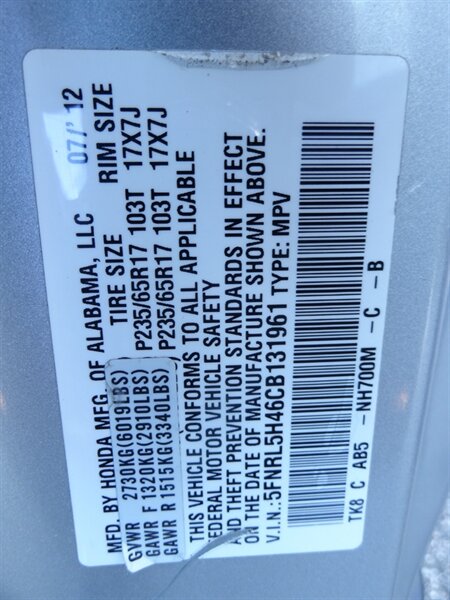 MFD. BY HONDA MFG. OF ALABAMA, LLC 07/'12
TIRE SIZE RIM SIZE
GVWR 2730KG(6019LBS)
GAWR F 1320KG(2910LBS) P235/65R17 103T 17X7J
GAWR R 1515KG(3340LBS) P235/65R17 103T 17X7J
THIS VEHICLE CONFORMS TO ALL APPLICABLE
FEDERAL MOTOR VEHICLE SAFETY
AND THEFT PREVENTION STANDARDS IN EFFECT
ON THE DATE OF MANUFACTURE SHOWN ABOVE.
V.I.N.: 5FNRL5H46CB131961 TYPE: MPV
TK8 C AB5 -NH700M -C -B